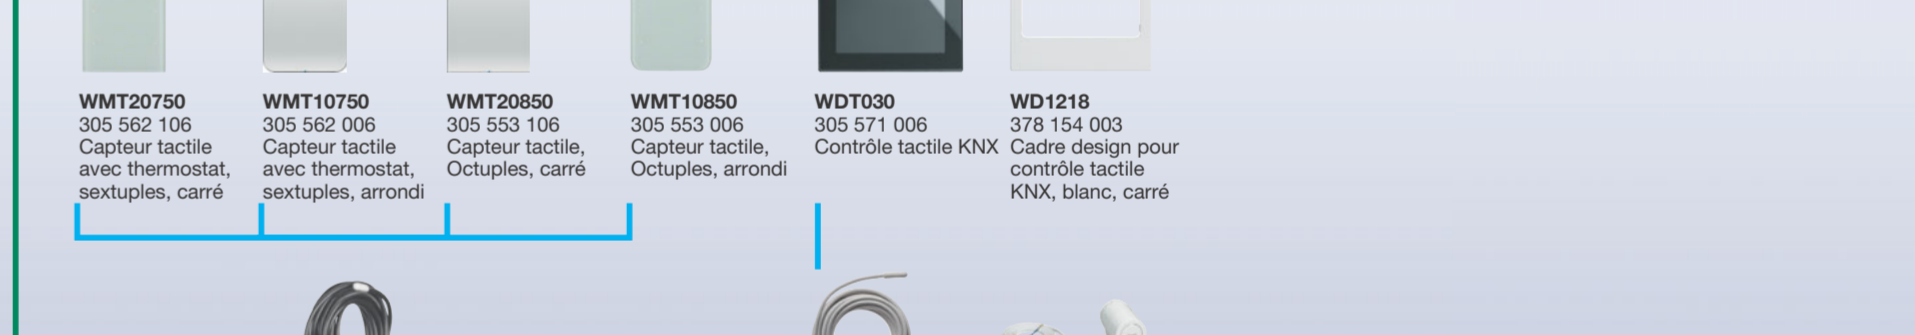 WMT20750
305 562 106
Capteur tactile
avec thermostat,
sextuples, carré
WMT10750
305 562 006
Capteur tactile
avec thermostat,
sextuples, arrondi
WMT20850
305 553 106
Capteur tactile,
Octuples, carré
WMT10850
305 553 006
Capteur tactile,
Octuples, arrondi
WDT030
305 571 006
Contrôle tactile KNX
WD1218
378 154 003
Cadre design pour
contrôle tactile
KNX, blanc, carré